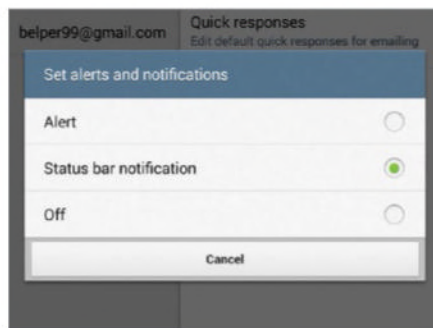 belper99@gmail.com
Quick responses
Edit default quick responses for emailing
Set alerts and notifications
Alert
Status bar notification
Off
Cancel